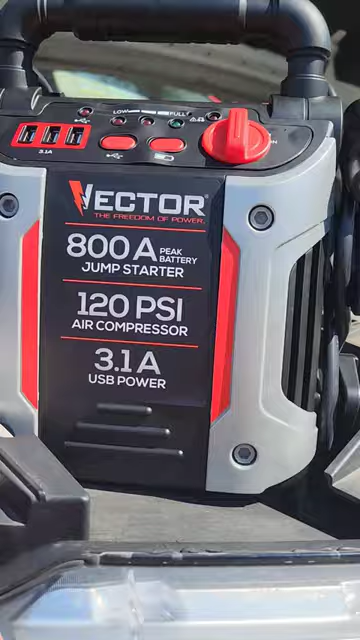 LOW FULL
3.1A ON
VECTOR®
THE FREEDOM OF POWER.
800A PEAK BATTERY
JUMP STARTER
120 PSI
AIR COMPRESSOR
3.1A
USB POWER